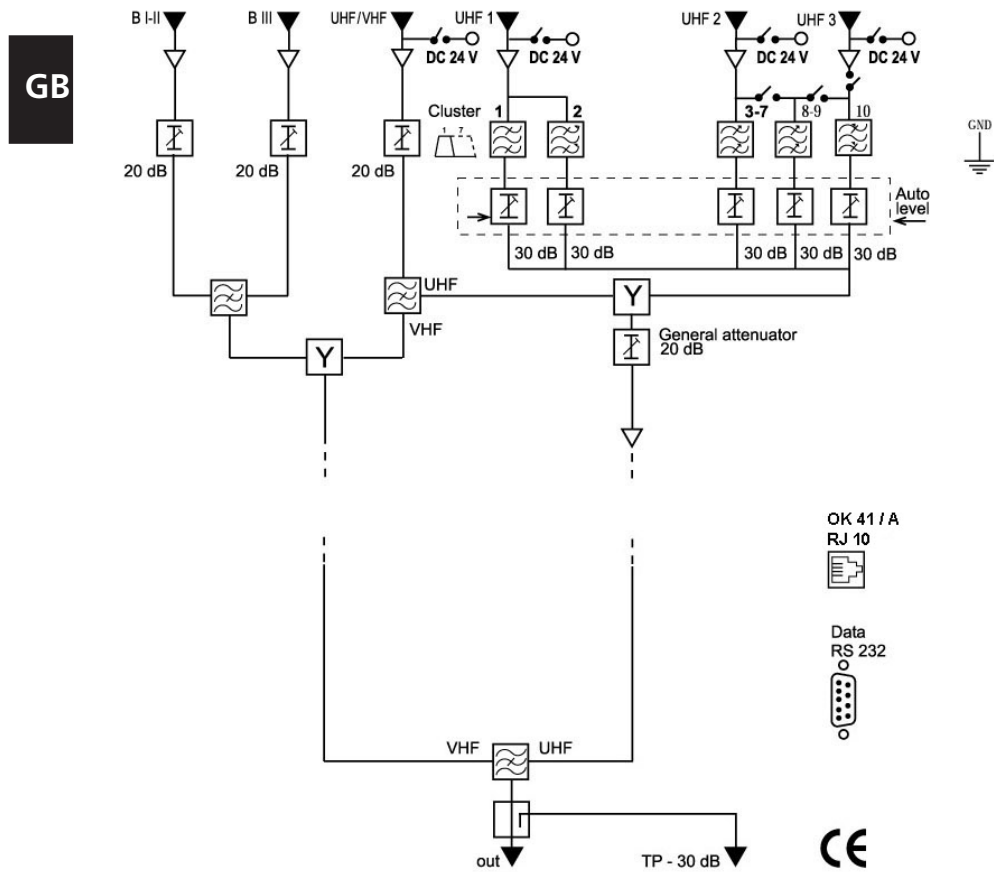 B I-II B III UHF/VHF UHF 1 UHF 2 UHF 3
DC 24 V DC 24 V DC 24 V DC 24 V
GB
Cluster 1 2 3-7 8-9 10
1 7
GND
20 dB 20 dB 20 dB
Auto
level
30 dB 30 dB 30 dB 30 dB 30 dB
UHF
Y
VHF
General attenuator
20 dB
Y
OK 41 / A
RJ 10
Data
RS 232
VHF UHF
out TP - 30 dB
CE